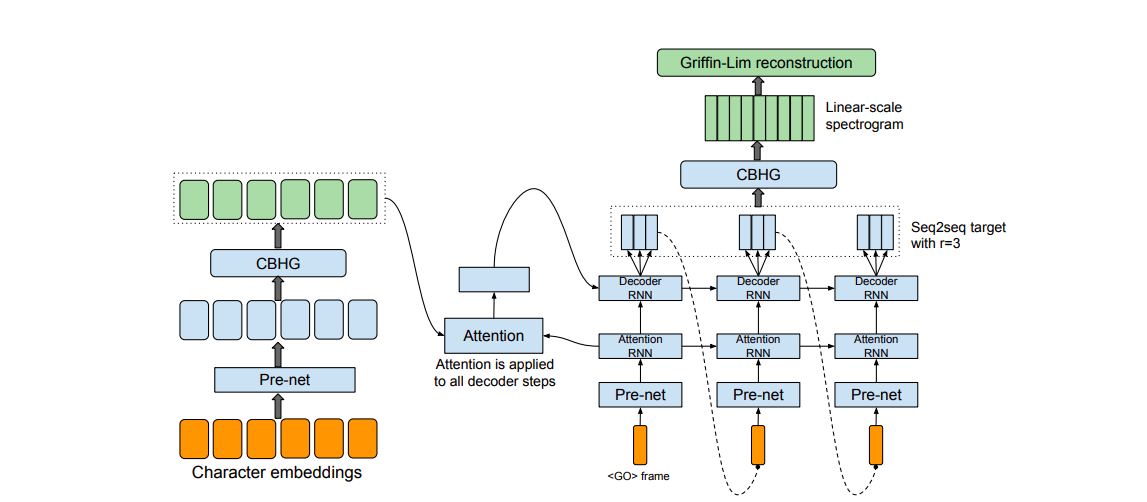 Griffin-Lim reconstruction
Linear-scale
spectrogram
CBHG
Seq2seq target
with r=3
CBHG
Decoder
RNN
Decoder
RNN
Decoder
RNN
Attention
Attention is applied
to all decoder steps
Attention
RNN
Attention
RNN
Attention
RNN
Pre-net
Pre-net
Pre-net
Pre-net
<GO> frame
Character embeddings